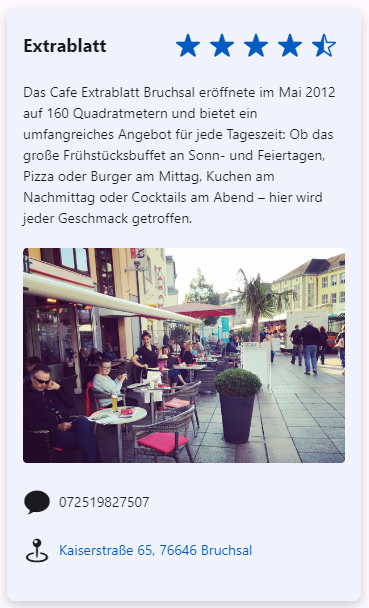 Extrablatt
Das Cafe Extrablatt Bruchsal eröffnete im Mai 2012
auf 160 Quadratmetern und bietet ein
umfangreiches Angebot für jede Tageszeit: Ob das
große Frühstücksbuffet an Sonn- und Feiertagen,
Pizza oder Burger am Mittag, Kuchen am
Nachmittag oder Cocktails am Abend – hier wird
jeder Geschmack getroffen.
072519827507
Kaiserstraße 65, 76646 Bruchsal